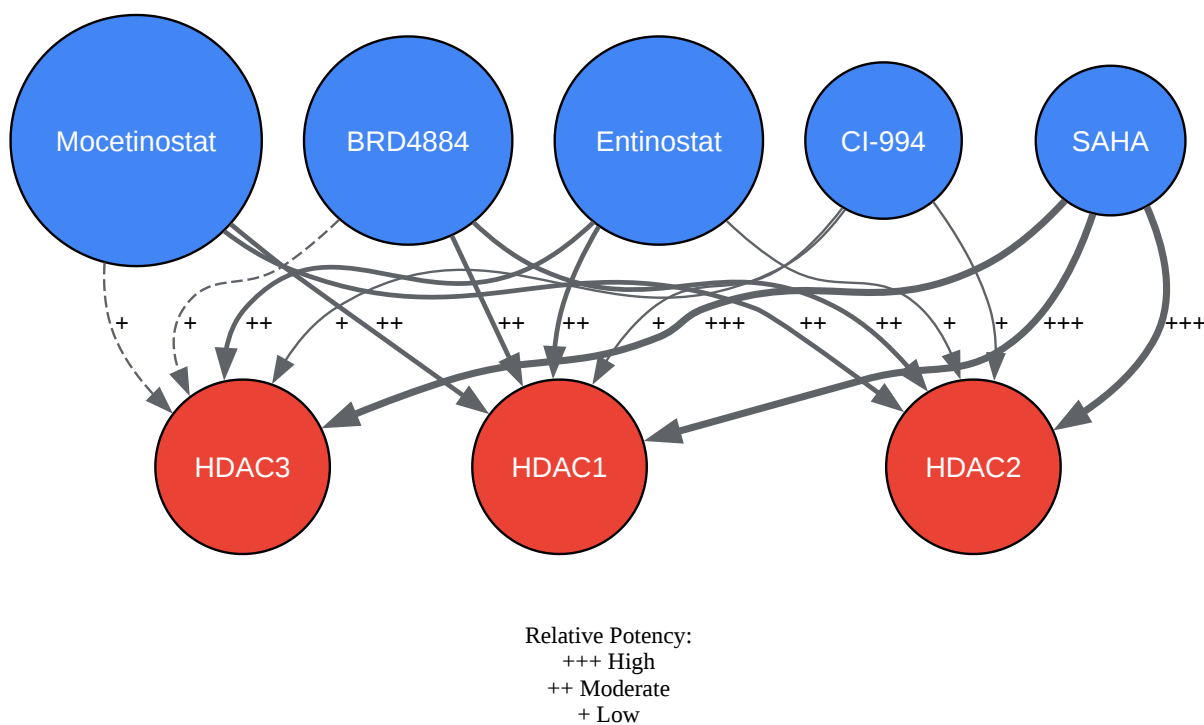 Mocetinostat
BRD4884
Entinostat
CI-994
SAHA
+
+
++
+
++
++
++
+
+++
++
++
+
+
+++
+++
HDAC3
HDAC1
HDAC2
Relative Potency:
+++ High
++ Moderate
+ Low